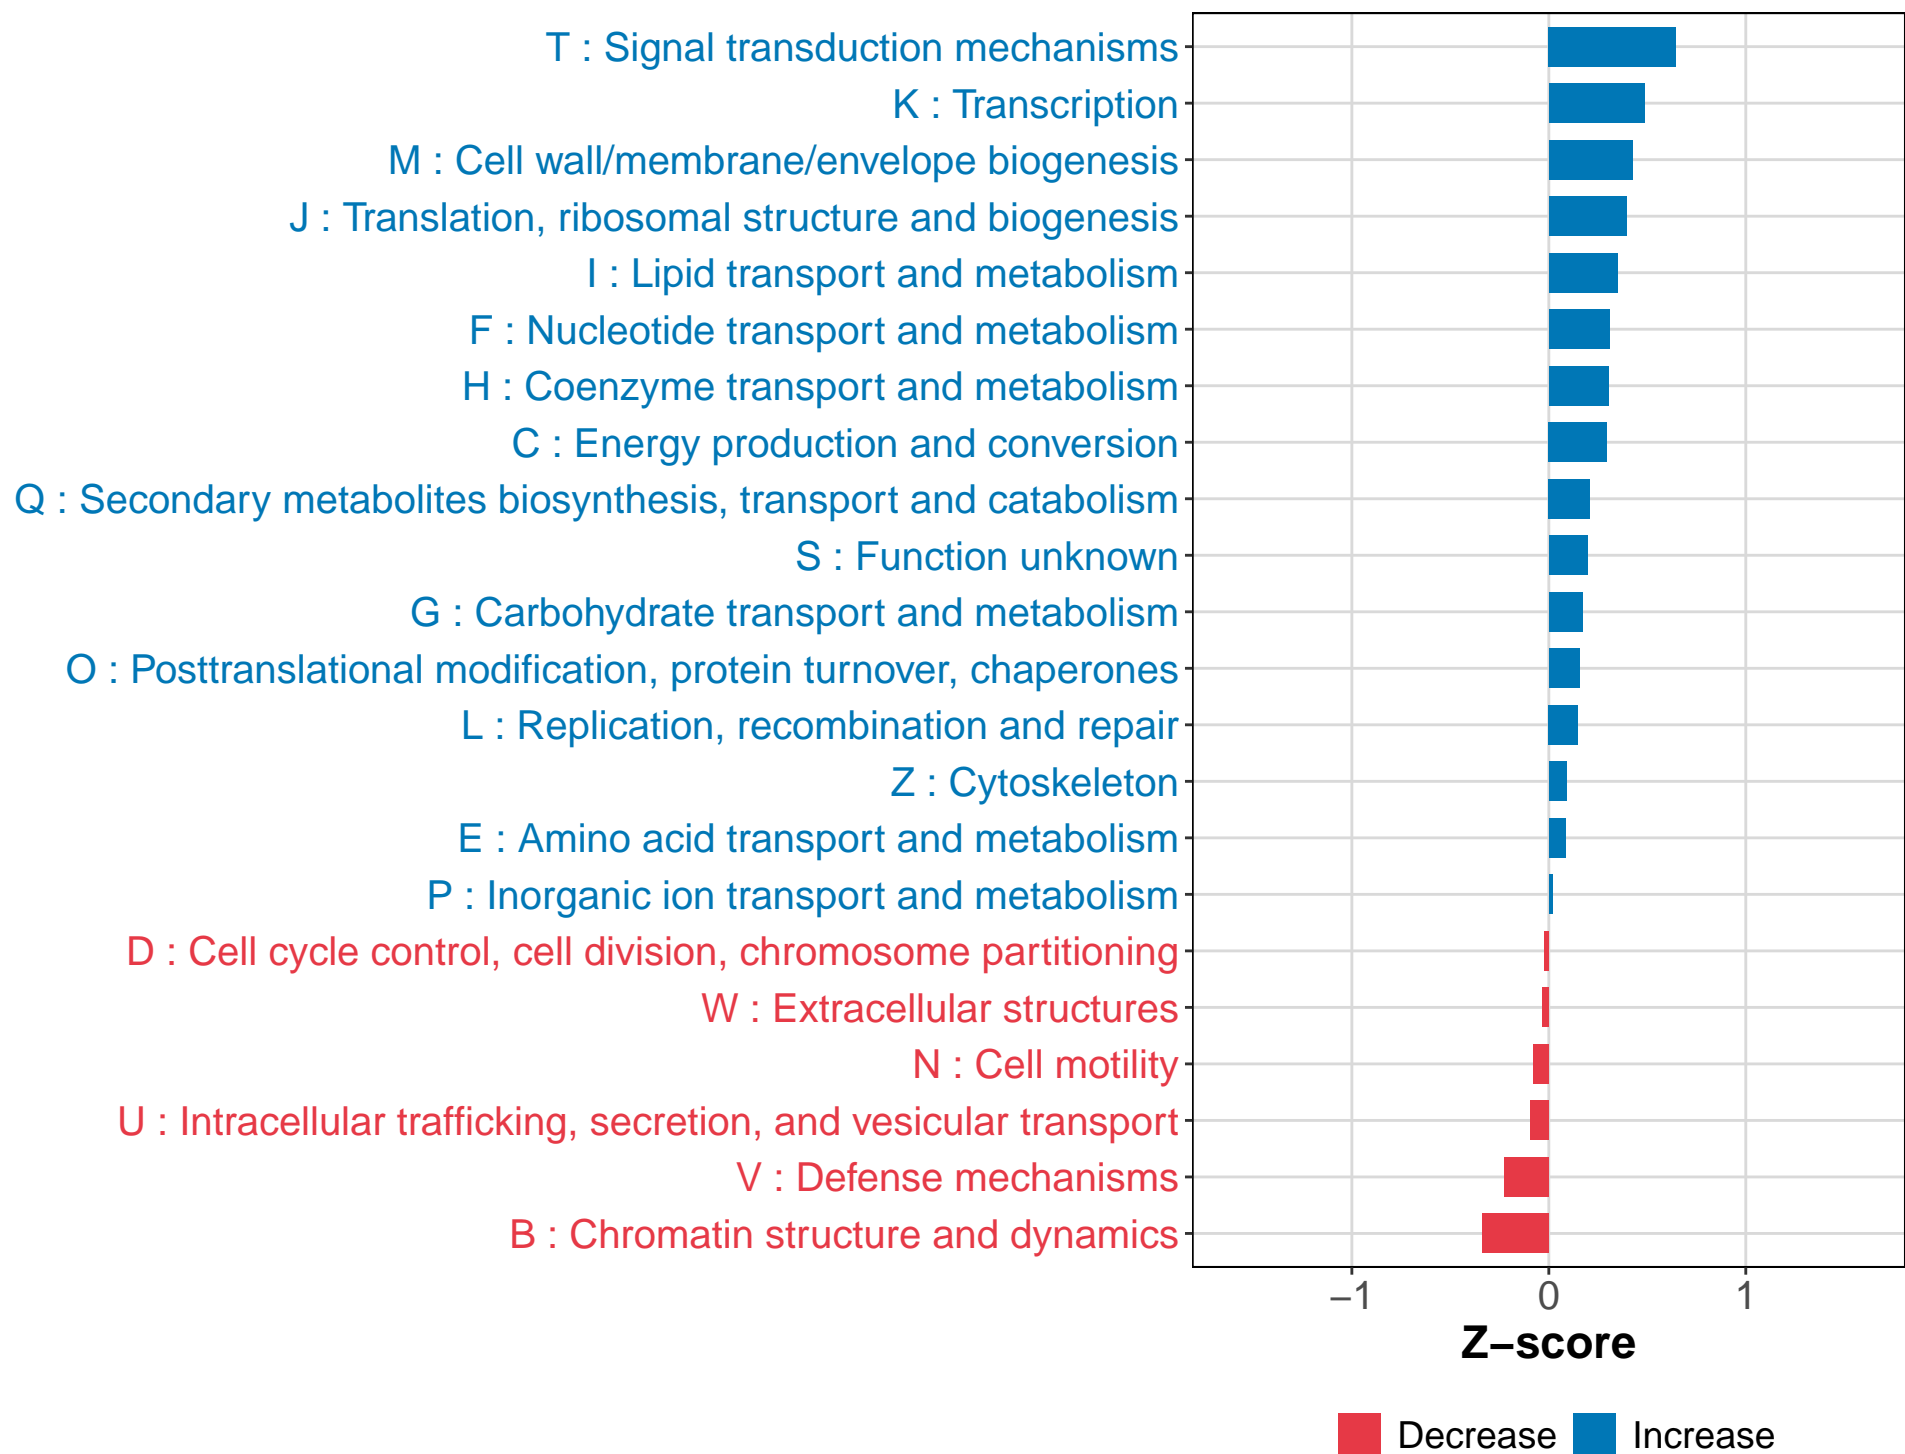 T : Signal transduction mechanisms
K : Transcription
M : Cell wall/membrane/envelope biogenesis
J : Translation, ribosomal structure and biogenesis
I : Lipid transport and metabolism
F : Nucleotide transport and metabolism
H : Coenzyme transport and metabolism
C : Energy production and conversion
Q : Secondary metabolites biosynthesis, transport and catabolism
S : Function unknown
G : Carbohydrate transport and metabolism
O : Posttranslational modification, protein turnover, chaperones
L : Replication, recombination and repair
Z : Cytoskeleton
E : Amino acid transport and metabolism
P : Inorganic ion transport and metabolism
D : Cell cycle control, cell division, chromosome partitioning
W : Extracellular structures
N : Cell motility
U : Intracellular trafficking, secretion, and vesicular transport
V : Defense mechanisms
B : Chromatin structure and dynamics
−1 0 1
Z−score
Decrease Increase